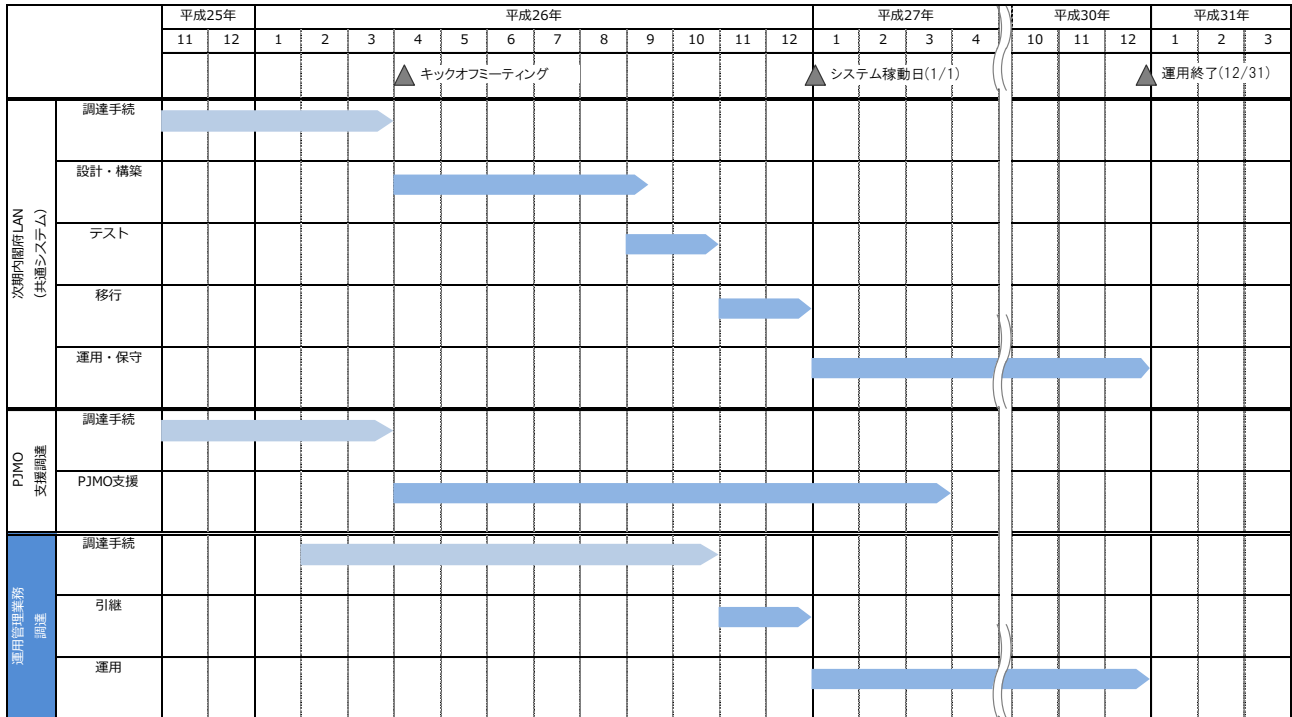 平成25年 平成26年 平成27年 平成30年 平成31年
11 12 1 2 3 4 5 6 7 8 9 10 11 12 1 2 3 4 10 11 12 1 2 3
キックオフミーティング システム稼動日(1/1) 運用終了(12/31)
次期内閣府LAN
(共通システム)
調達手続
設計・構築
テスト
移行
運用・保守
PJMO
支援調達
調達手続
PJMO支援
運用管理業務
調達
調達手続
引継
運用